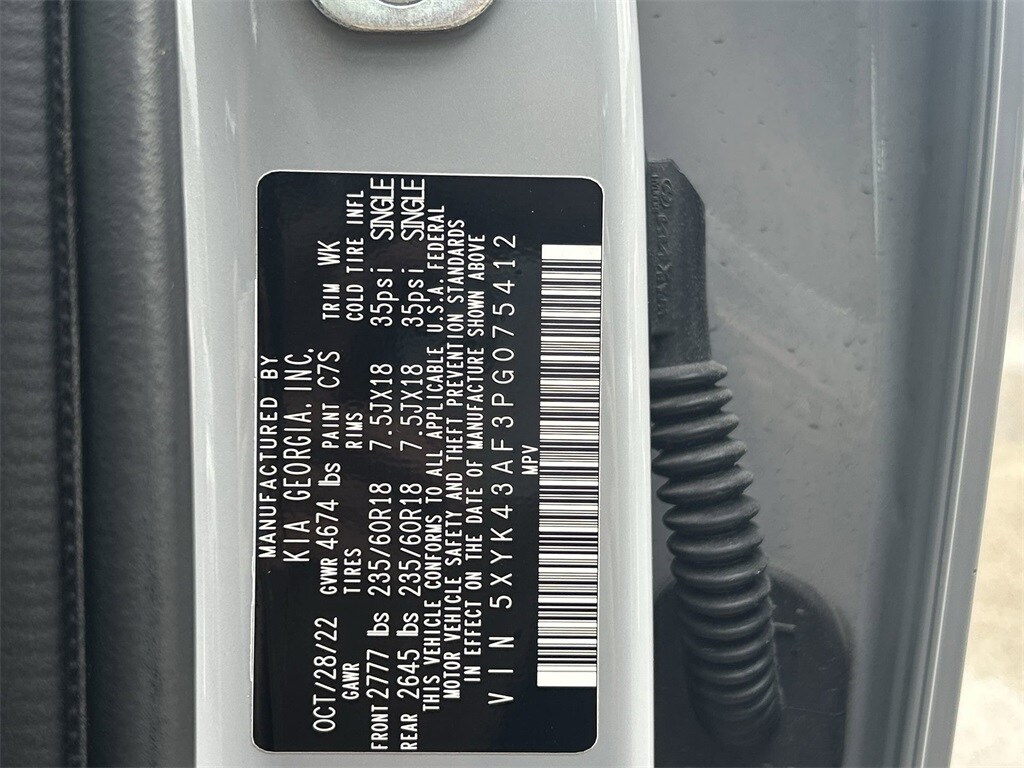 MANUFACTURED BY
KIA GEORGIA, INC.
OCT/28/22 GVWR 4674 lbs PAINT C7S TRIM WK
GAWR TIRES RIMS COLD TIRE INFL
FRONT 2777 lbs 235/60R18 7.5JX18 35psi SINGLE
REAR 2645 lbs 235/60R18 7.5JX18 35psi SINGLE
THIS VEHICLE CONFORMS TO ALL APPLICABLE U.S.A. FEDERAL
MOTOR VEHICLE SAFETY AND THEFT PREVENTION STANDARDS
IN EFFECT ON THE DATE OF MANUFACTURE SHOWN ABOVE
VIN 5XYK43AF3PG075412
MPV